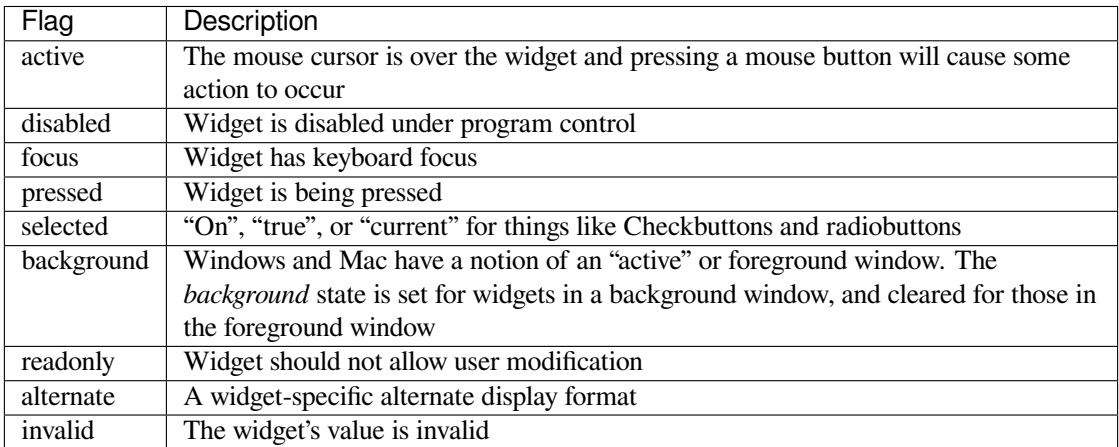 Flag Description
active The mouse cursor is over the widget and pressing a mouse button will cause some
action to occur
disabled Widget is disabled under program control
focus Widget has keyboard focus
pressed Widget is being pressed
selected “On”, “true”, or “current” for things like Checkbuttons and radiobuttons
background Windows and Mac have a notion of an “active” or foreground window. The
background state is set for widgets in a background window, and cleared for those in
the foreground window
readonly Widget should not allow user modification
alternate A widget-specific alternate display format
invalid The widget’s value is invalid